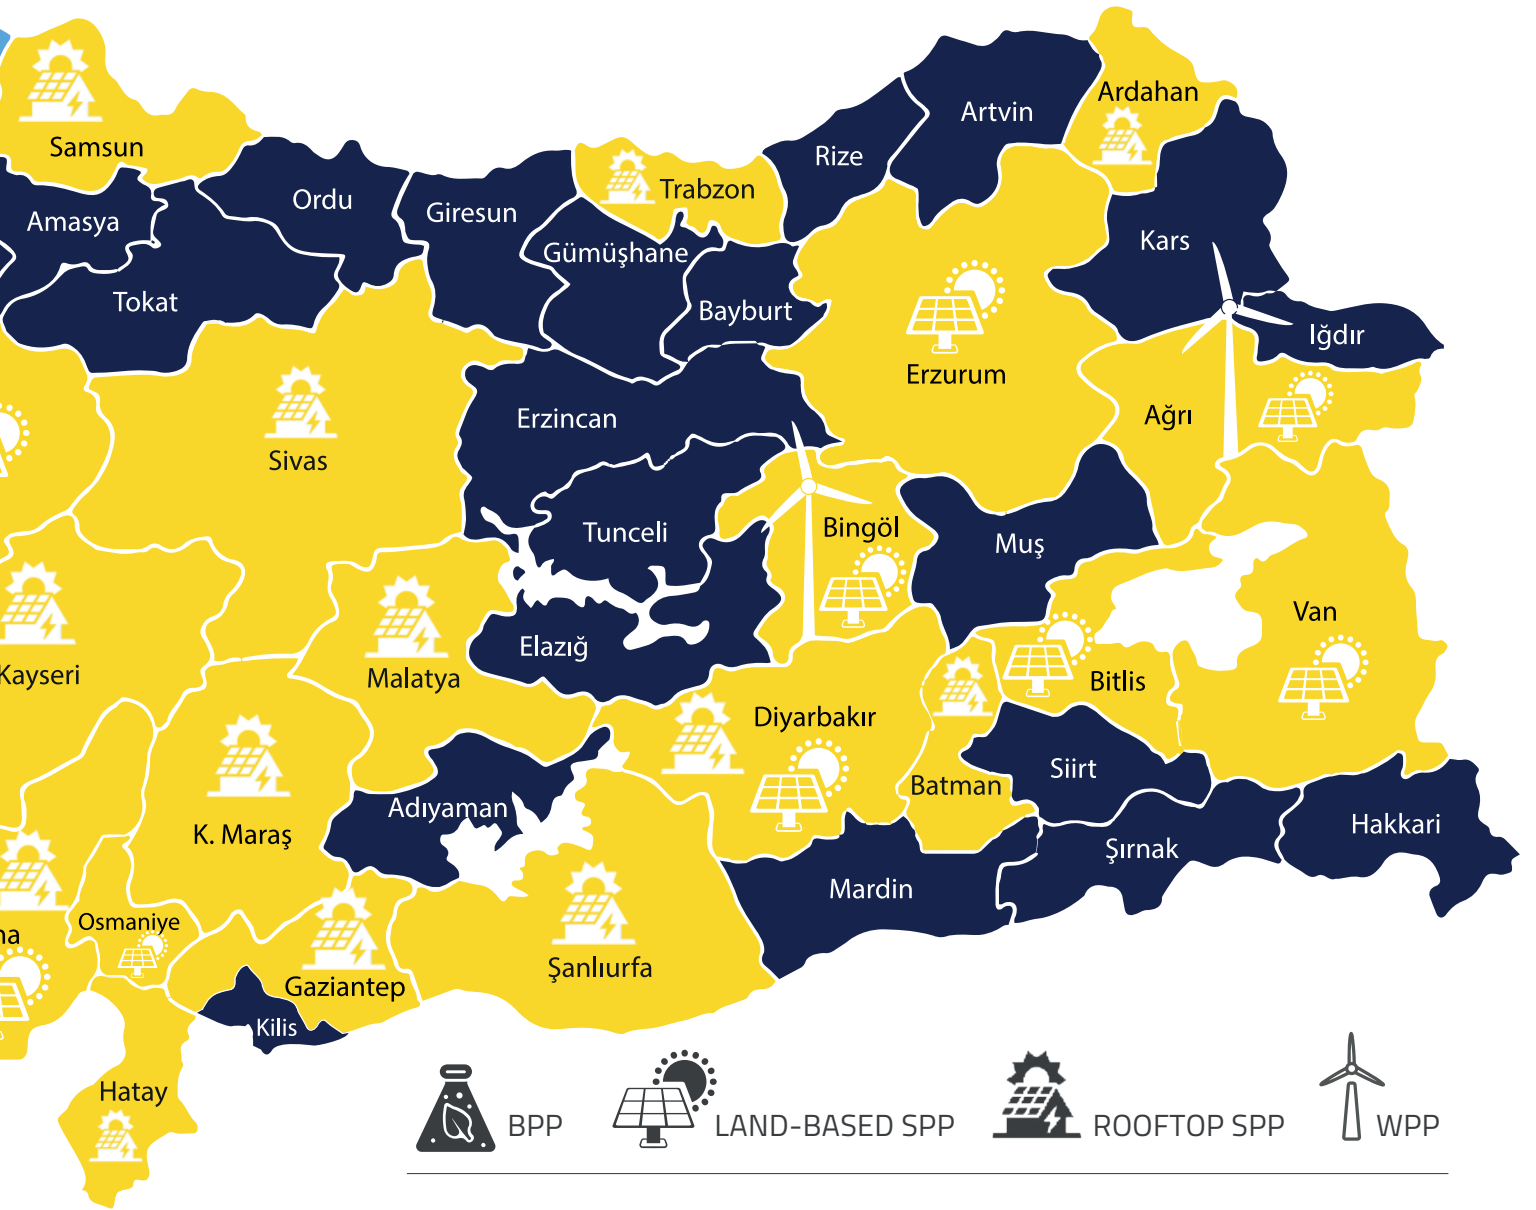 Ardahan
Artvin
Samsun
Rize
Trabzon
Ordu
Giresun
Amasya
Kars
Gümüşhane
Tokat
Bayburt
Iğdır
Erzurum
Ağrı
Erzincan
Sivas
Bingöl
Tunceli
Muş
Van
Elazığ
Kayseri
Malatya
Bitlis
Diyarbakır
Siirt
Batman
Adıyaman
Hakkari
K. Maraş
Şırnak
Mardin
Osmaniye
na
Şanlıurfa
Gaziantep
Kilis
Hatay
BPP
LAND-BASED SPP
ROOFTOP SPP
WPP